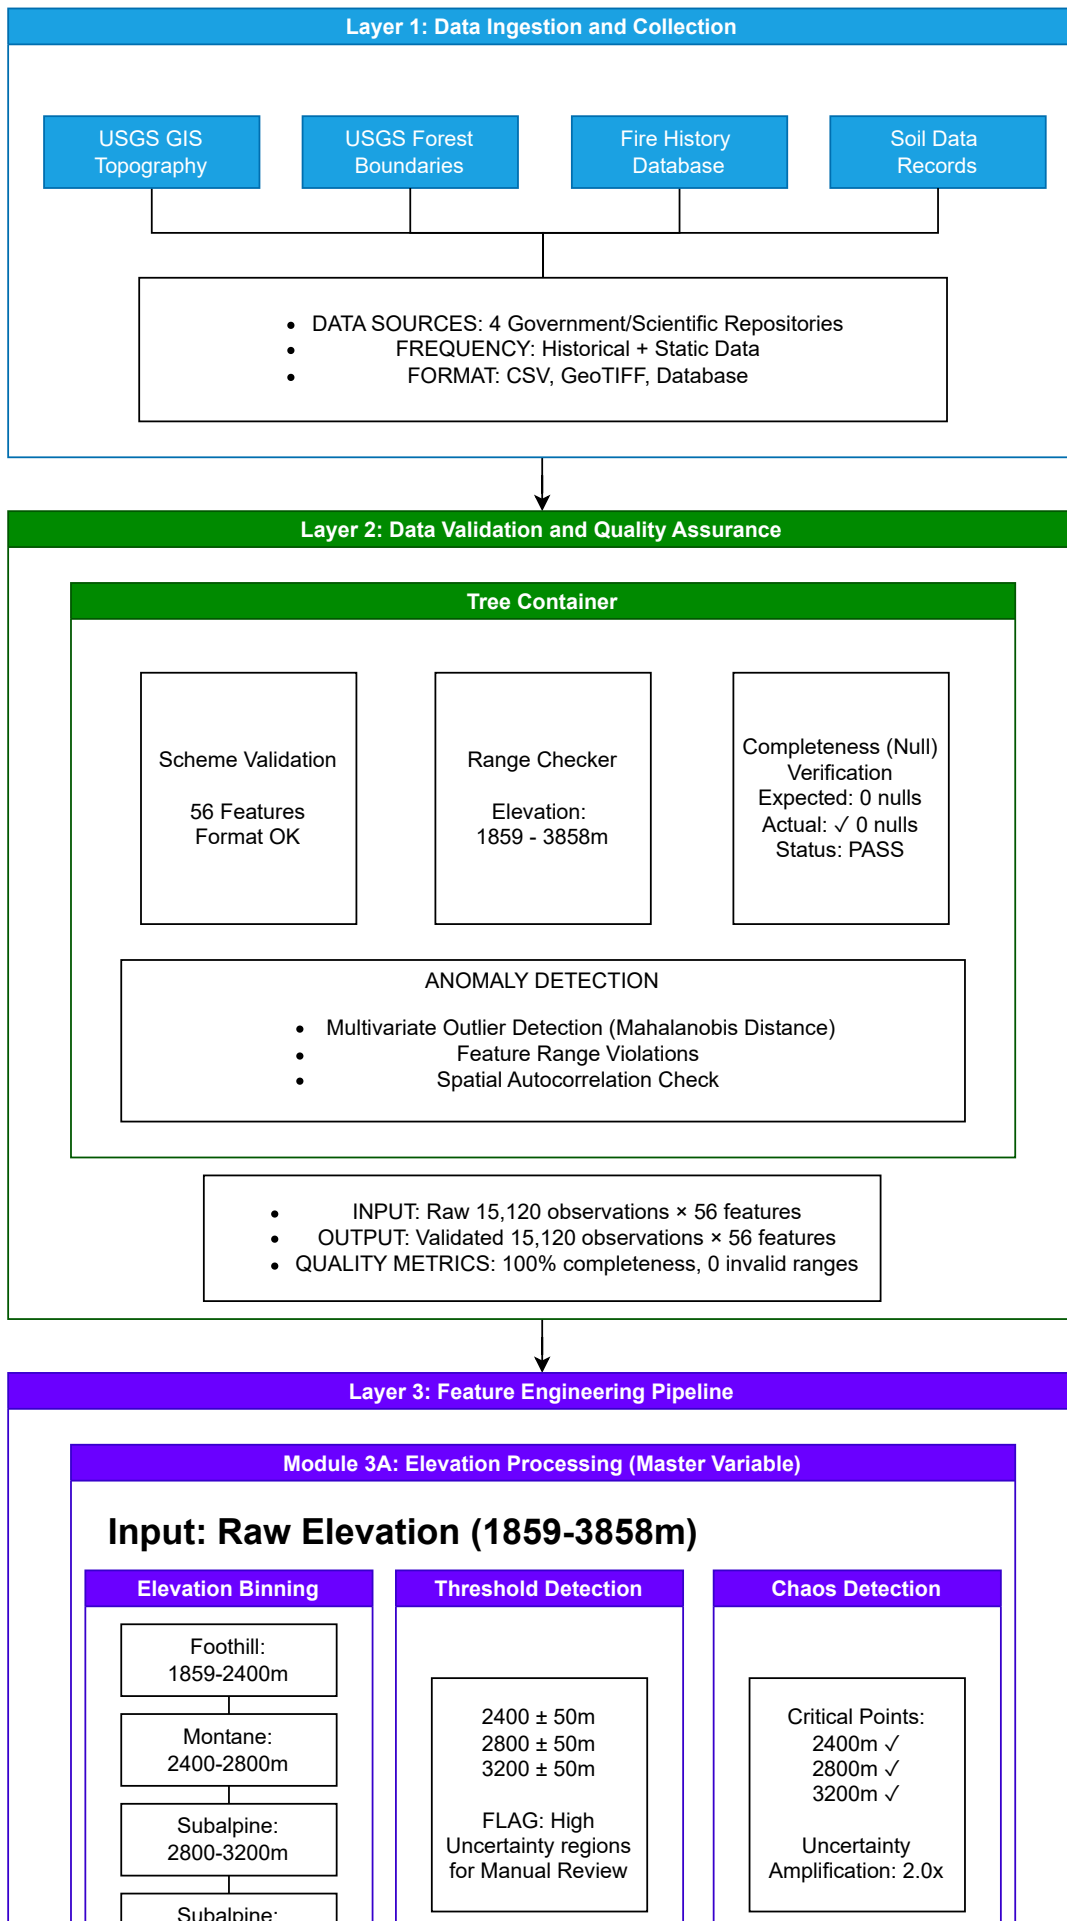 Layer 1: Data Ingestion and Collection
USGS GIS
Topography
USGS Forest
Boundaries
Fire History
Database
Soil Data
Records
• DATA SOURCES: 4 Government/Scientific Repositories
• FREQUENCY: Historical + Static Data
• FORMAT: CSV, GeoTIFF, Database
Layer 2: Data Validation and Quality Assurance
Tree Container
Scheme Validation
56 Features
Format OK
Range Checker
Elevation:
1859 - 3858m
Completeness (Null)
Verification
Expected: 0 nulls
Actual: ✓ 0 nulls
Status: PASS
ANOMALY DETECTION
• Multivariate Outlier Detection (Mahalanobis Distance)
• Feature Range Violations
• Spatial Autocorrelation Check
• INPUT: Raw 15,120 observations × 56 features
• OUTPUT: Validated 15,120 observations × 56 features
• QUALITY METRICS: 100% completeness, 0 invalid ranges
Layer 3: Feature Engineering Pipeline
Module 3A: Elevation Processing (Master Variable)
Input: Raw Elevation (1859-3858m)
Elevation Binning
Foothill:
1859-2400m
Montane:
2400-2800m
Subalpine:
2800-3200m
Subalpine:
Threshold Detection
2400 ± 50m
2800 ± 50m
3200 ± 50m
FLAG: High
Uncertainty regions
for Manual Review
Chaos Detection
Critical Points:
2400m ✓
2800m ✓
3200m ✓
Uncertainty
Amplification: 2.0x